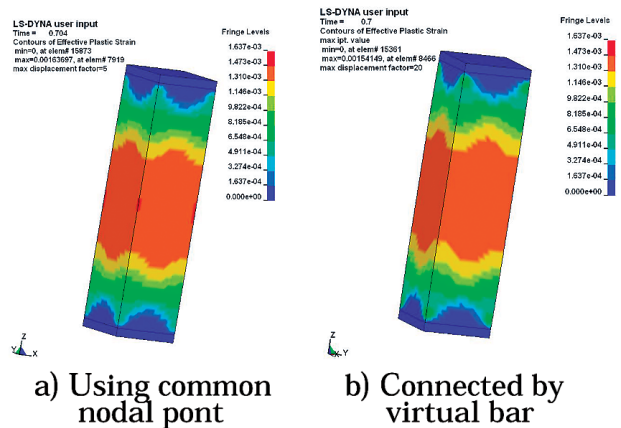 LS-DYNA user input
Time = 0.704
Contours of Effective Plastic Strain
min=0, at elem# 15873
max=0.00163697, at elem# 7919
max displacement factor=5
Fringe Levels
1.637e-03
1.473e-03
1.310e-03
1.146e-03
9.822e-04
8.185e-04
6.548e-04
4.911e-04
3.274e-04
1.637e-04
0.000e+00
Z
Y
X
a) Using common
nodal pont
LS-DYNA user input
Time = 0.7
Contours of Effective Plastic Strain
max ipt. value
min=0, at elem# 15361
max=0.00154149, at elem# 8466
max displacement factor=20
Fringe Levels
1.637e-03
1.473e-03
1.310e-03
1.146e-03
9.822e-04
8.185e-04
6.548e-04
4.911e-04
3.274e-04
1.637e-04
0.000e+00
Z
X
Y
b) Connected by
virtual bar